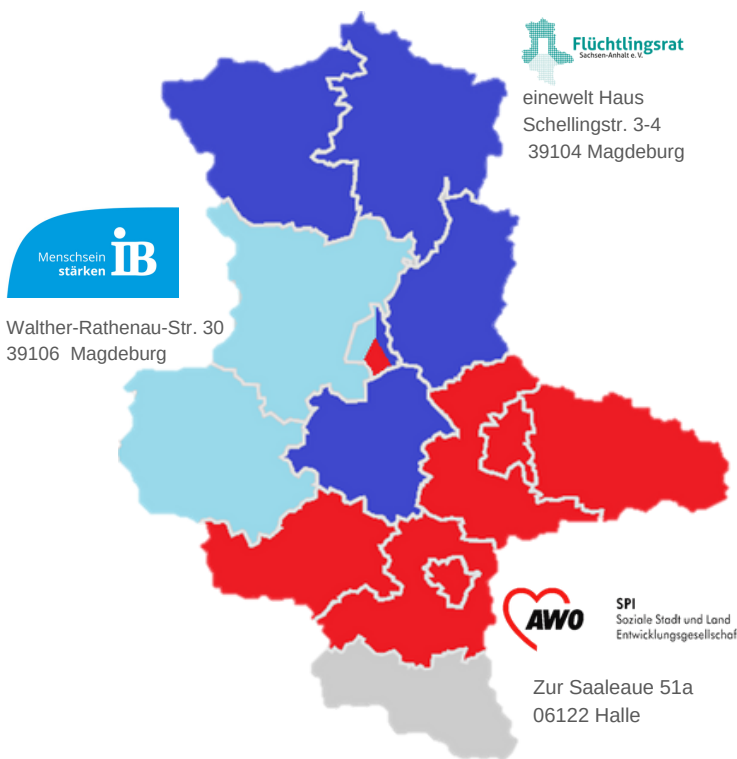 Flüchtlingsrat
Sachsen-Anhalt e. V.
einewelt Haus
Schellingstr. 3-4
39104 Magdeburg
Menschsein
stärken iB
Walther-Rathenau-Str. 30
39106 Magdeburg
AWO
SPI
Soziale Stadt und Land
Entwicklungsgesellschaf
Zur Saaleaue 51a
06122 Halle